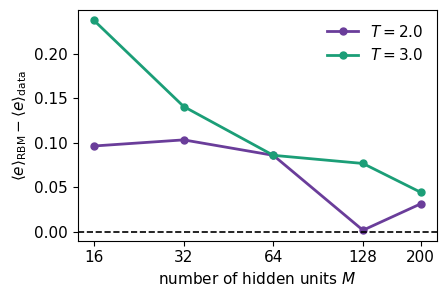 T = 2.0
T = 3.0
0.20
0.15
0.10
0.05
0.00
⟨e⟩RBM − ⟨e⟩data
16 32 64 128 200
number of hidden units M